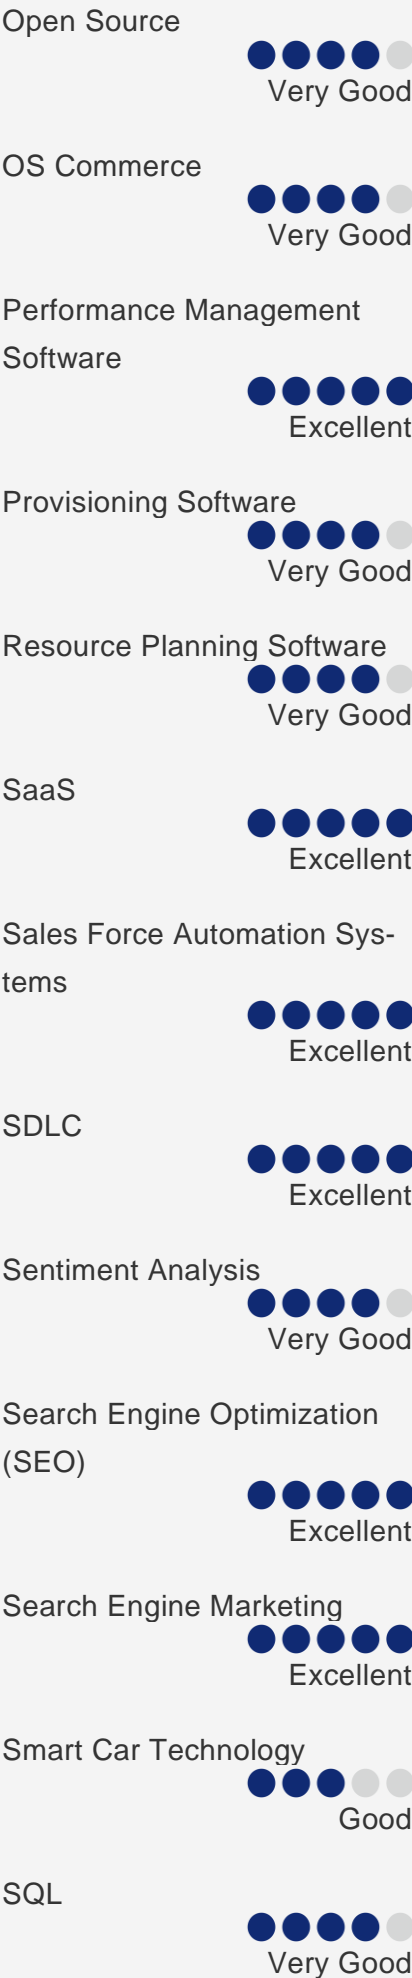 Open Source
Very Good
OS Commerce
Very Good
Performance Management
Software
Excellent
Provisioning Software
Very Good
Resource Planning Software
Very Good
SaaS
Excellent
Sales Force Automation Sys-
tems
Excellent
SDLC
Excellent
Sentiment Analysis
Very Good
Search Engine Optimization
(SEO)
Excellent
Search Engine Marketing
Excellent
Smart Car Technology
Good
SQL
Very Good